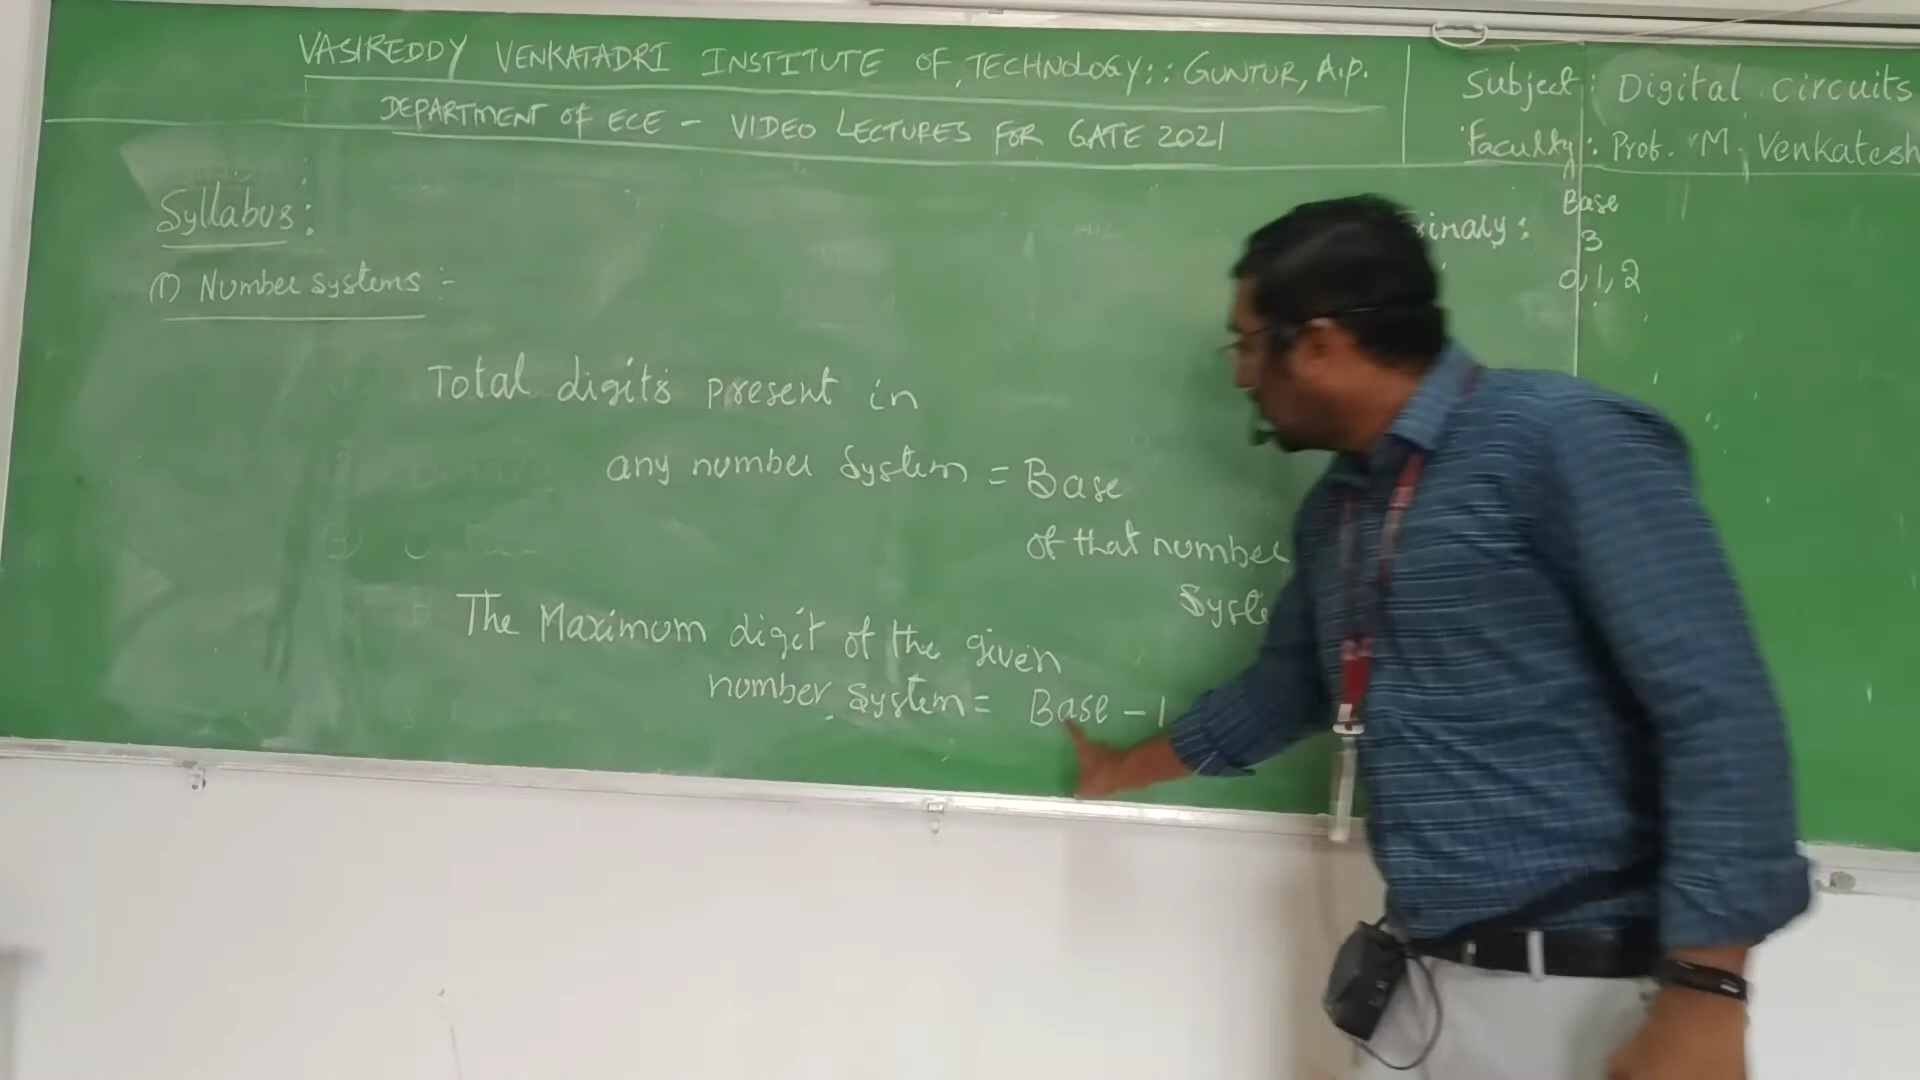 VASIREDDY VENKATADRI INSTITUTE OF TECHNOLOGY:: GUNTUR, A.P.
DEPARTMENT OF ECE - VIDEO LECTURES FOR GATE 2021
Subject: Digital circuits
Faculty: Prof. M. Venkatesh
Syllabus:
(1) Number systems :-
Base
3
0,1,2
Total digits present in
any number System = Base
of that number
The Maximum digit of the given
number System = Base - 1